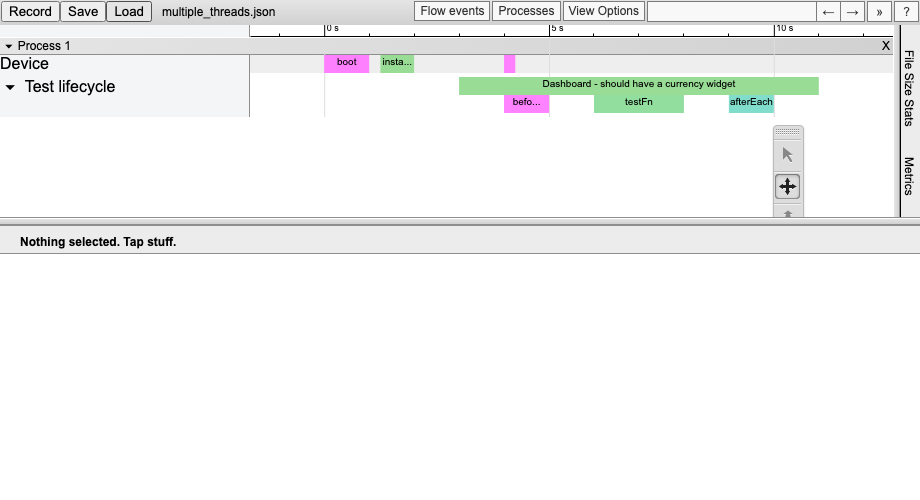 Record Save Load multiple_threads.json Flow events Processes View Options ← → » ?
0 s 5 s 10 s
Process 1 X
Device boot insta...
Test lifecycle Dashboard - should have a currency widget
befo... testFn afterEach
File Size Stats
Metrics
Nothing selected. Tap stuff.